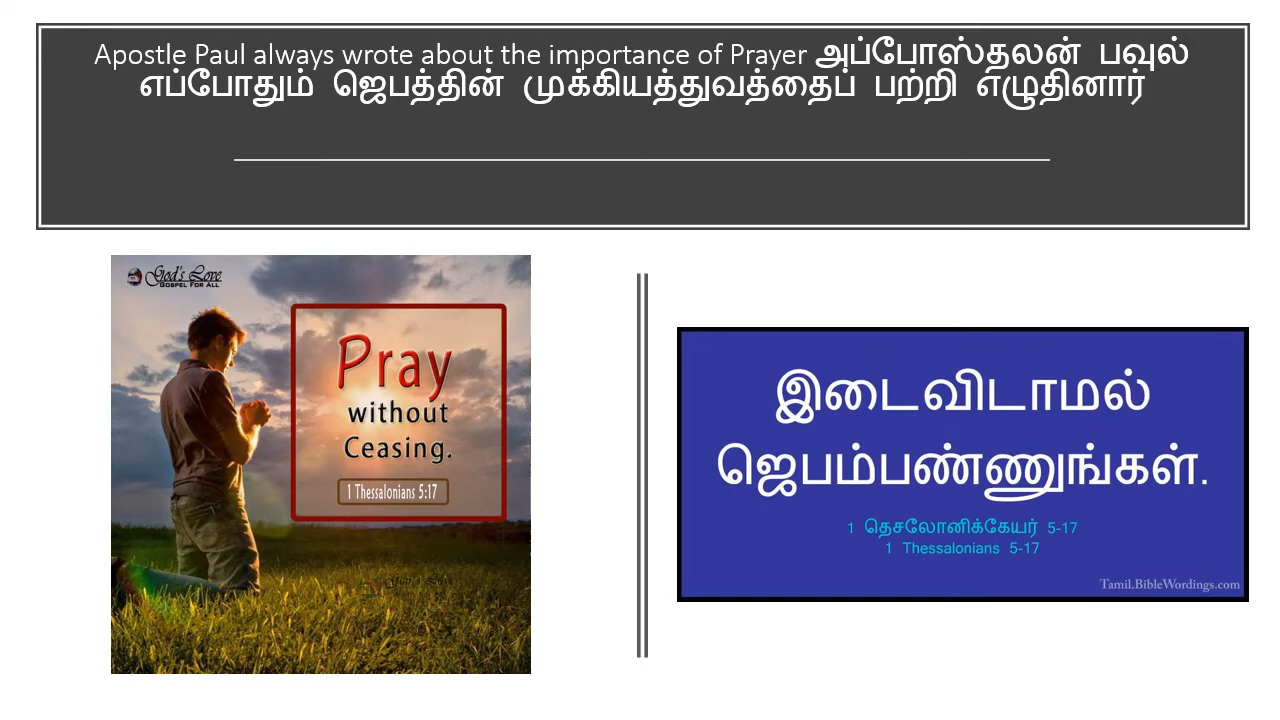 Apostle Paul always wrote about the importance of Prayer அப்போஸ்தலன் பவுல்
எப்போதும் ஜெபத்தின் முக்கியத்துவத்தைப் பற்றி எழுதினார்
God's Love
GOSPEL FOR ALL
Pray
without
Ceasing.
1 Thessalonians 5:17
God's Love
இடைவிடாமல்
ஜெபம்பண்ணுங்கள்.
1 தெசலோனிக்கேயர் 5-17
1 Thessalonians 5-17
Tamil.BibleWordings.com